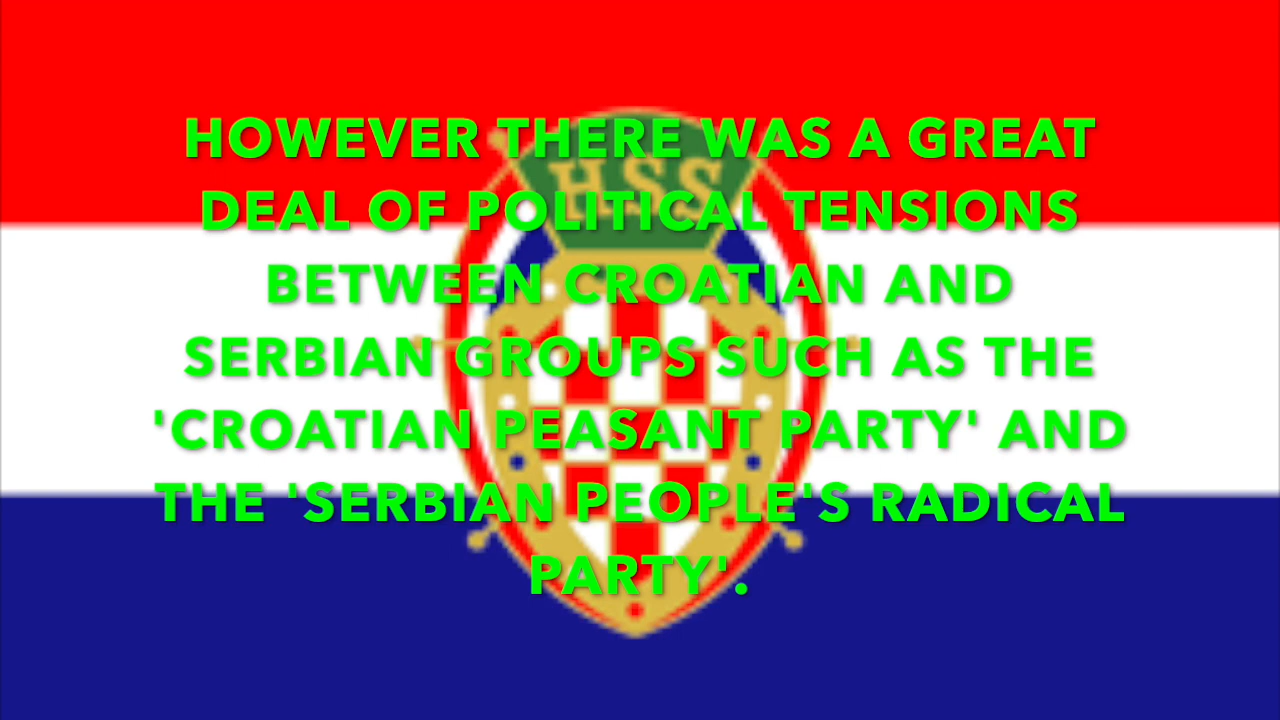 HSS
HOWEVER THERE WAS A GREAT
DEAL OF POLITICAL TENSIONS
BETWEEN CROATIAN AND
SERBIAN GROUPS SUCH AS THE
'CROATIAN PEASANT PARTY' AND
THE 'SERBIAN PEOPLE'S RADICAL
PARTY'.